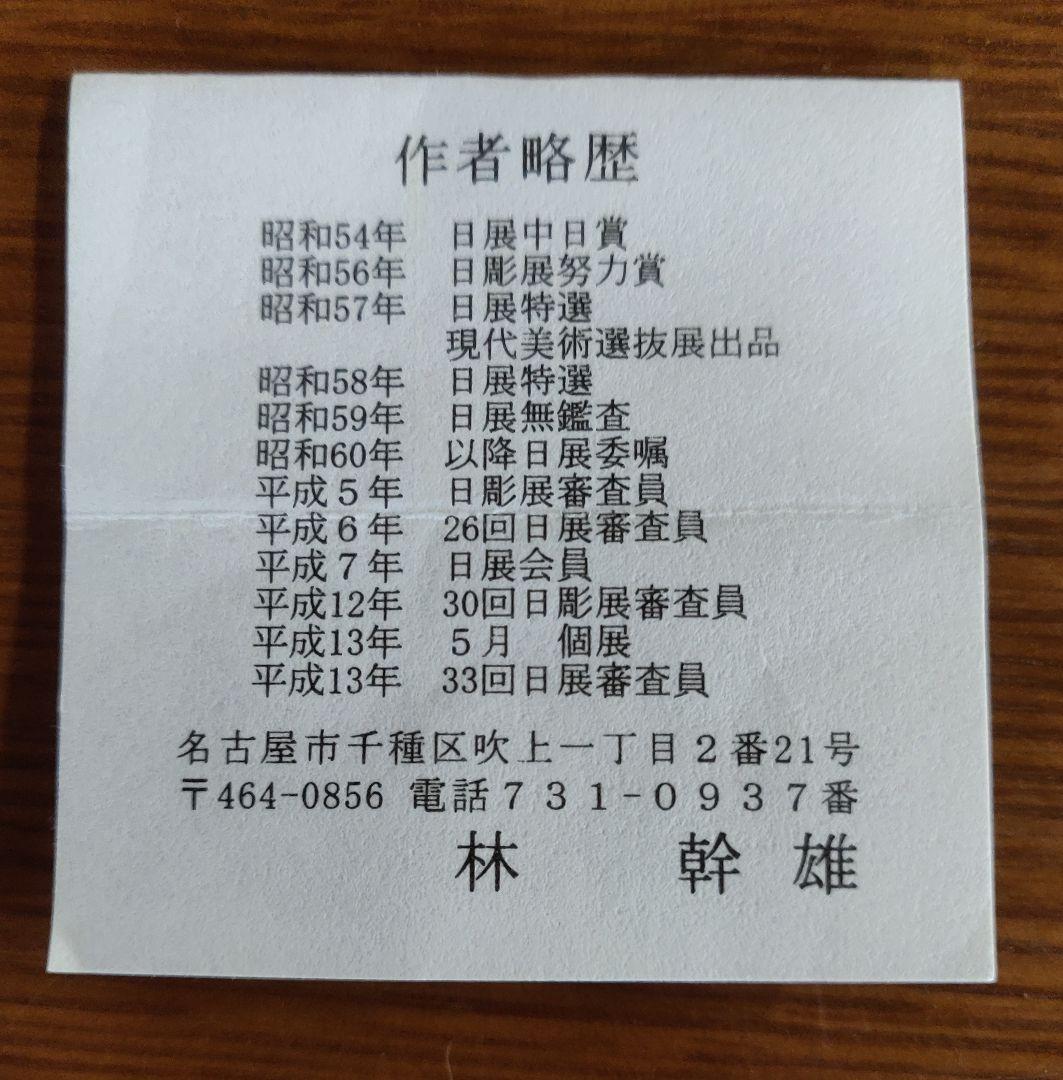 作者略歴
昭和54年 日展中日賞
昭和56年 日彫展努力賞
昭和57年 日展特選
現代美術選抜展出品
昭和58年 日展特選
昭和59年 日展無鑑査
昭和60年 以降日展委嘱
平成５年 日彫展審査員
平成６年 26回日展審査員
平成７年 日展会員
平成12年 30回日彫展審査員
平成13年 ５月 個展
平成13年 33回日展審査員
名古屋市千種区吹上一丁目２番21号
〒464-0856 電話７３１-０９３７番
林 幹雄